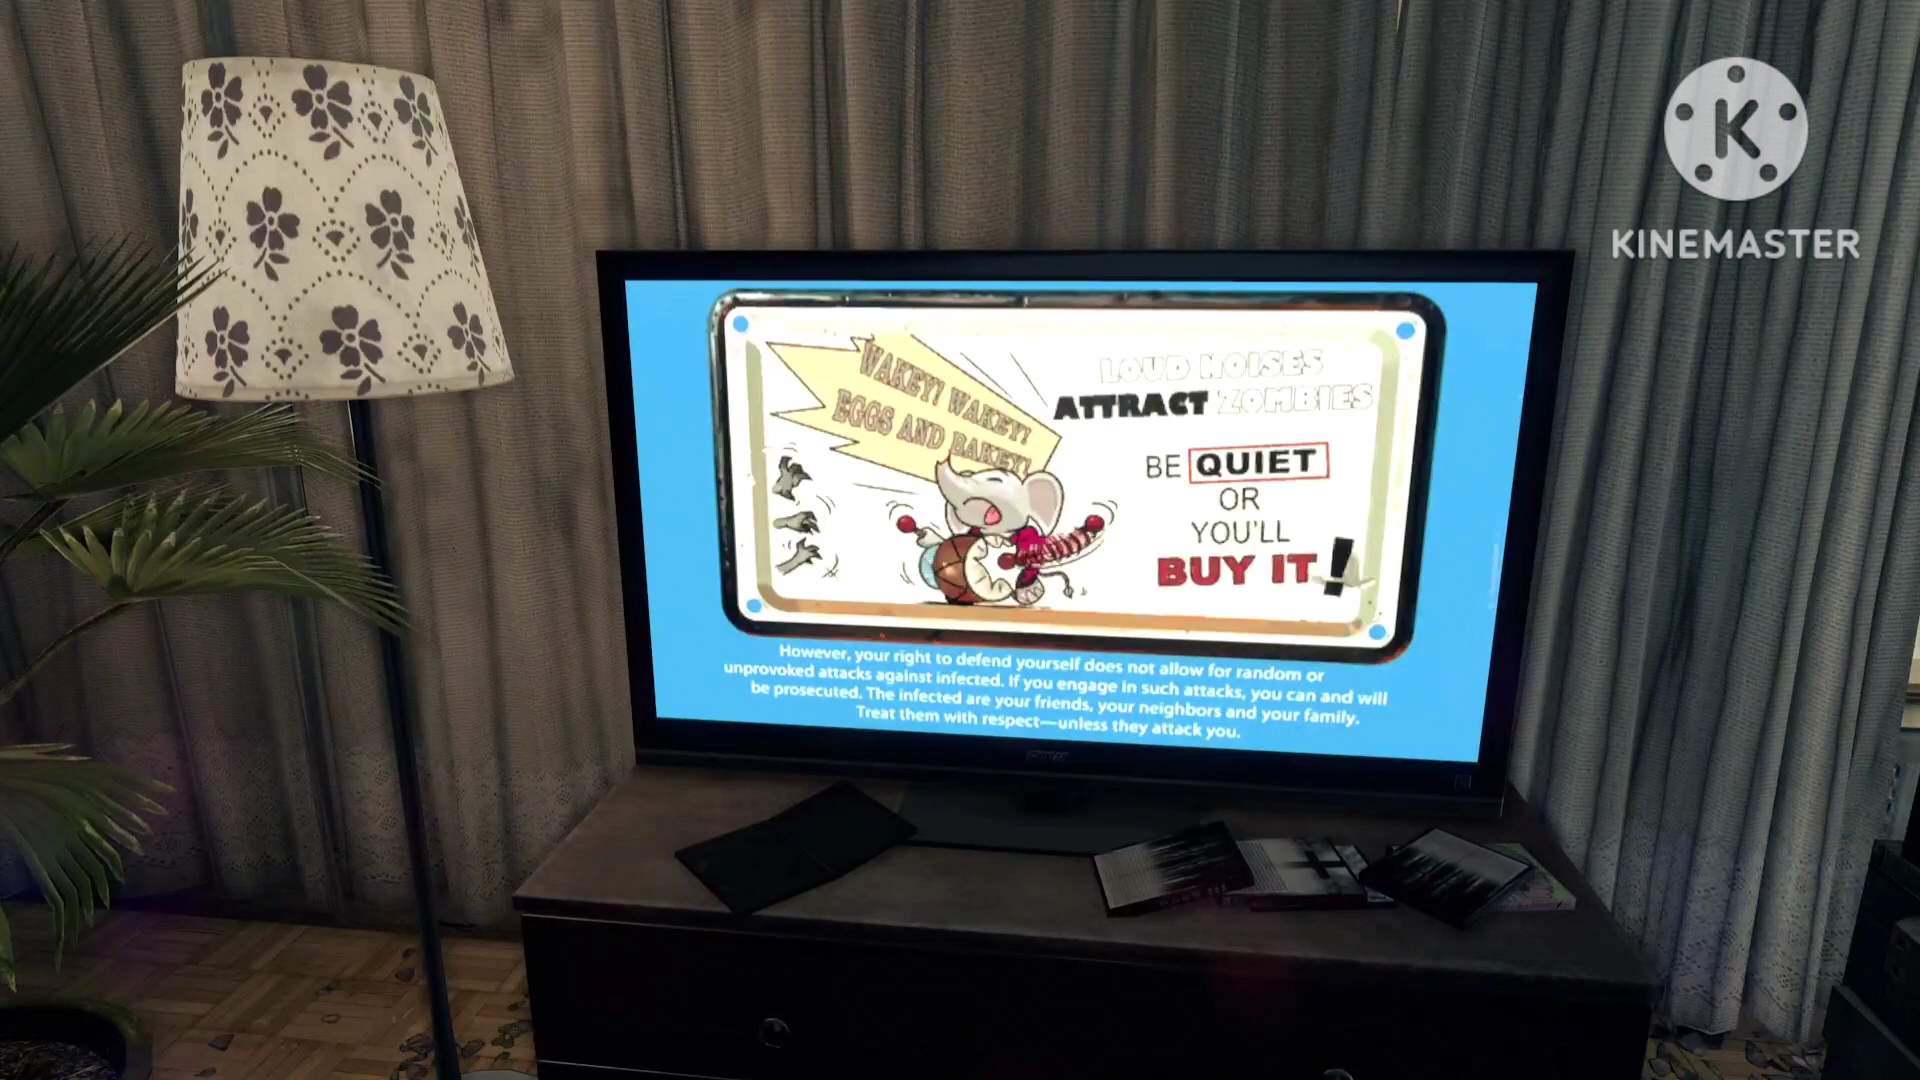 KINEMASTER
WAKEY! WAKEY!
EGGS AND BAKEY!
LOUD NOISES
ATTRACT ZOMBIES
BE QUIET
OR
YOU'LL
BUY IT!
However, your right to defend yourself does not allow for random or
unprovoked attacks against infected. If you engage in such attacks, you can and will
be prosecuted. The infected are your friends, your neighbors and your family.
Treat them with respect—unless they attack you.